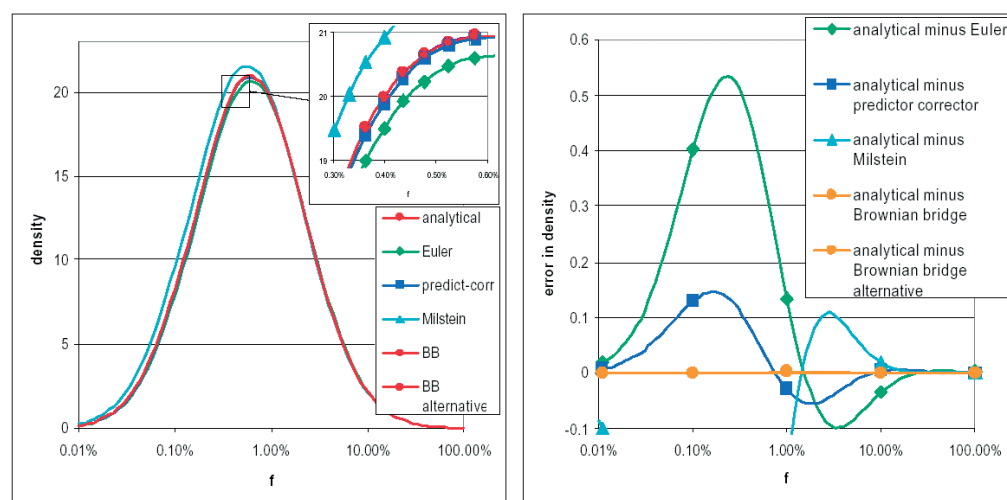 density
20
15
10
5
0
0.01%
0.10%
1.00%
10.00%
100.00%
f
21
20
19
0.30%
0.40%
0.50%
0.60%
f
analytical
Euler
predict-corr
Milstein
BB
BB
alternative
error in density
0.6
0.5
0.4
0.3
0.2
0.1
0
-0.1
0.01%
0.10%
1.00%
10.00%
100.00%
f
analytical minus Euler
analytical minus
predictor corrector
analytical minus
Milstein
analytical minus
Brownian bridge
analytical minus
Brownian bridge
alternative